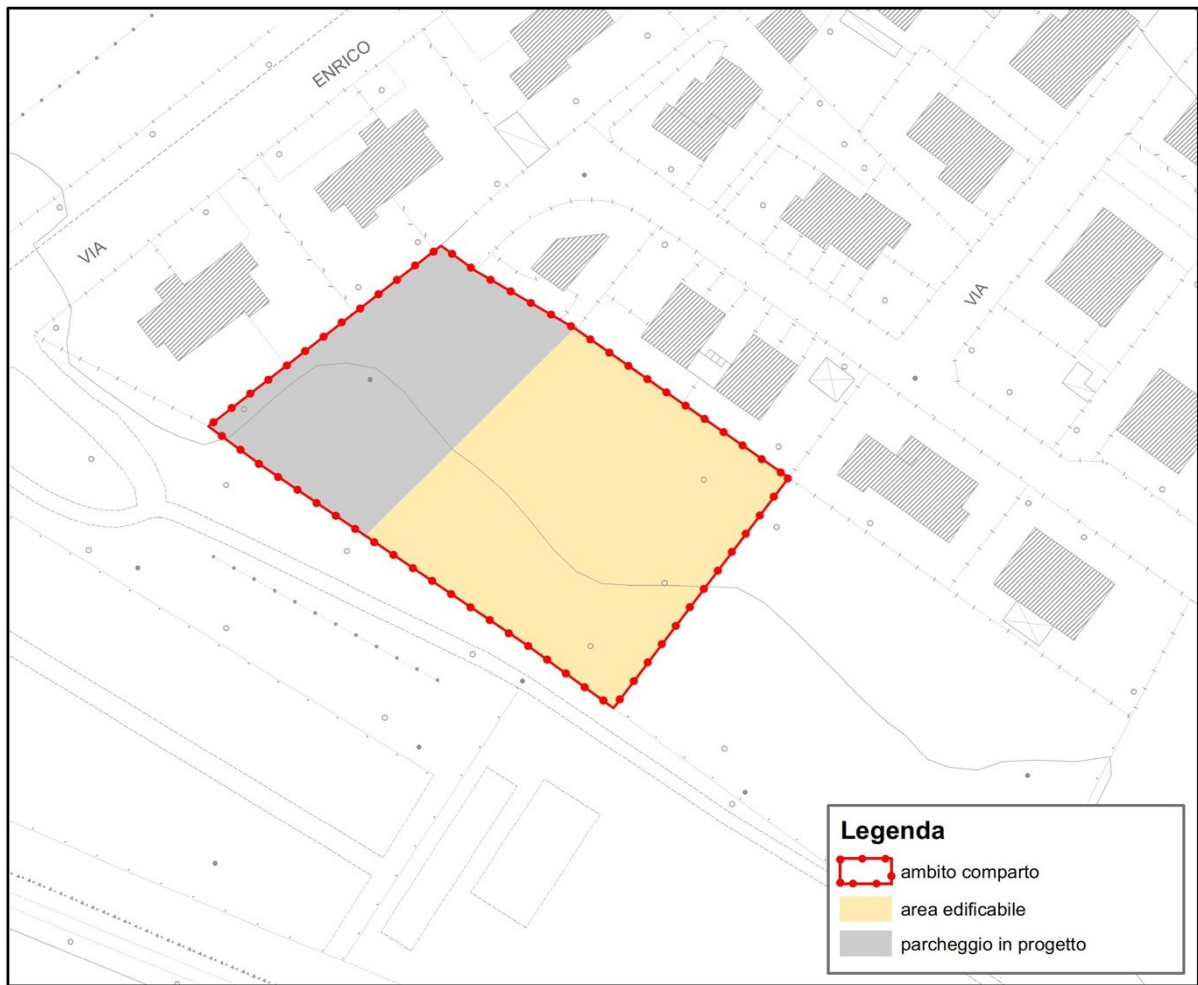 ENRICO
VIA
VIA
Legenda
ambito comparto
area edificabile
parcheggio in progetto